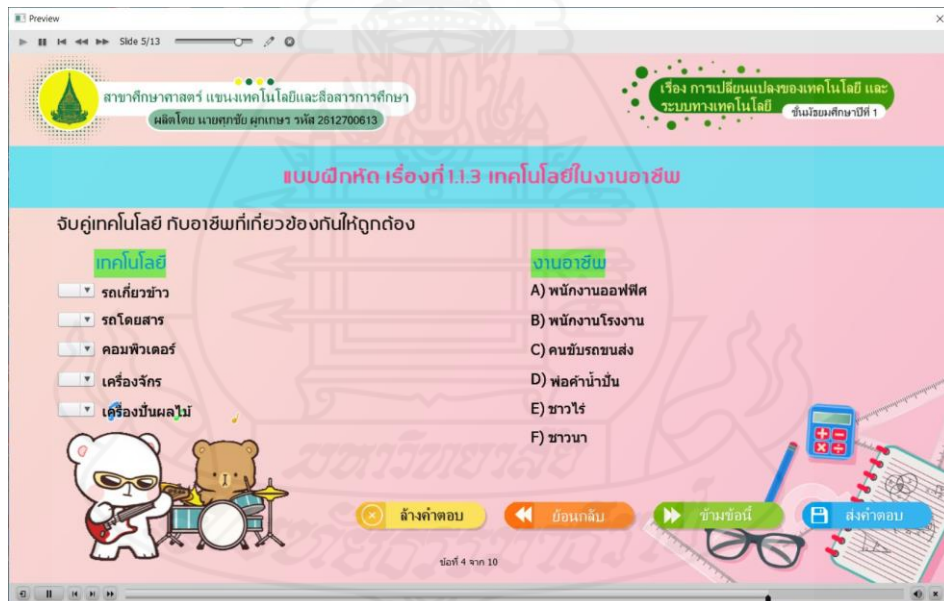 Preview
Slide 5/13
สาขาศึกษาศาสตร์ แขนงเทคโนโลยีและสื่อสารการศึกษา
ผลิตโดย นายศุภชัย ผูกเกษร รหัส 2612700613
เรื่อง การเปลี่ยนแปลงของเทคโนโลยี และ
ระบบทางเทคโนโลยี
ชั้นมัธยมศึกษาปีที่ 1
แบบฝึกหัด เรื่องที่ 1.1.3 เทคโนโลยีในงานอาชีพ
จับคู่เทคโนโลยี กับอาชีพที่เกี่ยวข้องกันให้ถูกต้อง
เทคโนโลยี
รถเกี่ยวข้าว
รถโดยสาร
คอมพิวเตอร์
เครื่องจักร
เครื่องปั่นผลไม้
งานอาชีพ
A) พนักงานออฟฟิศ
B) พนักงานโรงงาน
C) คนขับรถขนส่ง
D) พ่อค้าน้ำปั่น
E) ชาวไร่
F) ชาวนา
ล้างคำตอบ
ย้อนกลับ
ข้ามข้อนี้
ส่งคำตอบ
ข้อที่ 4 จาก 10